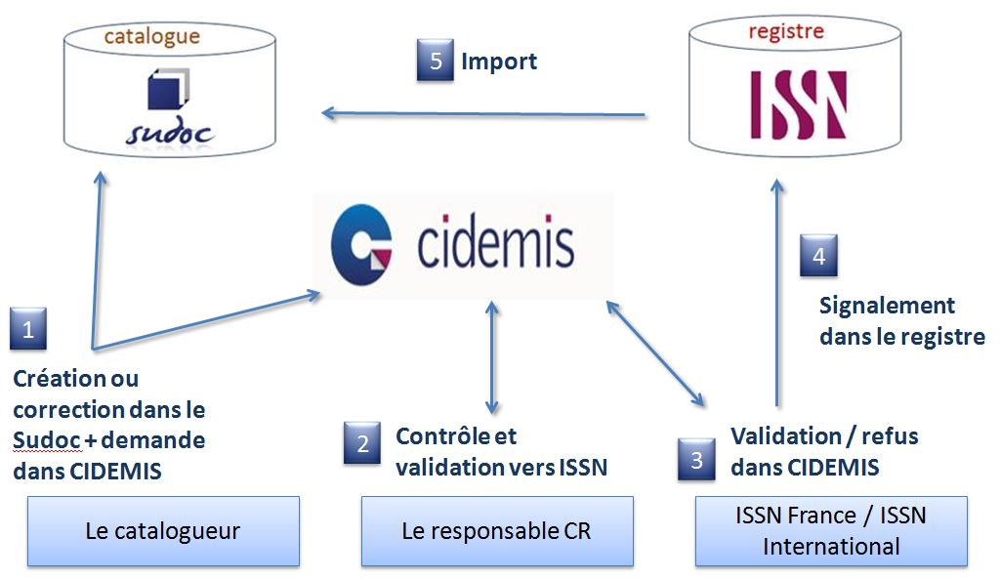 catalogue
sudoc
5 Import
registre
ISSN
cidemis
1
Création ou
correction dans le
Sudoc + demande
dans CIDEMIS
Le catalogueur
2
Contrôle et
validation vers ISSN
Le responsable CR
3
Validation / refus
dans CIDEMIS
ISSN France / ISSN
International
4
Signalement
dans le registre